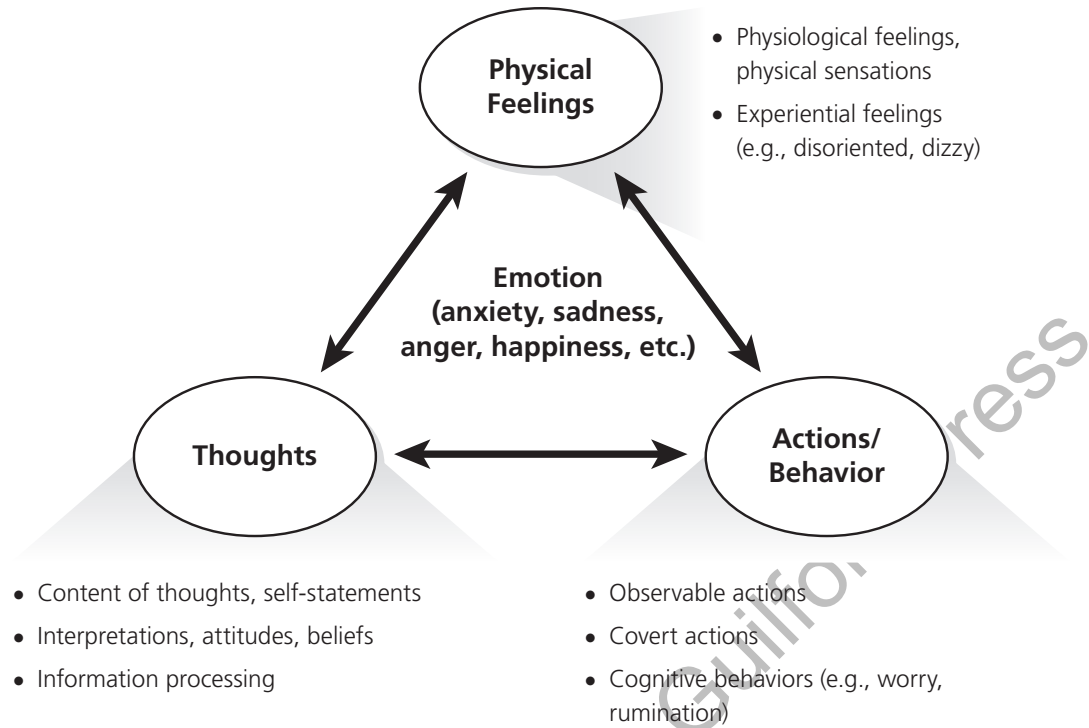 Physical
Feelings
• Physiological feelings,
physical sensations
• Experiential feelings
(e.g., disoriented, dizzy)
Emotion
(anxiety, sadness,
anger, happiness, etc.)
Thoughts
Actions/
Behavior
• Content of thoughts, self-statements
• Interpretations, attitudes, beliefs
• Information processing
• Observable actions
• Covert actions
• Cognitive behaviors (e.g., worry,
rumination)